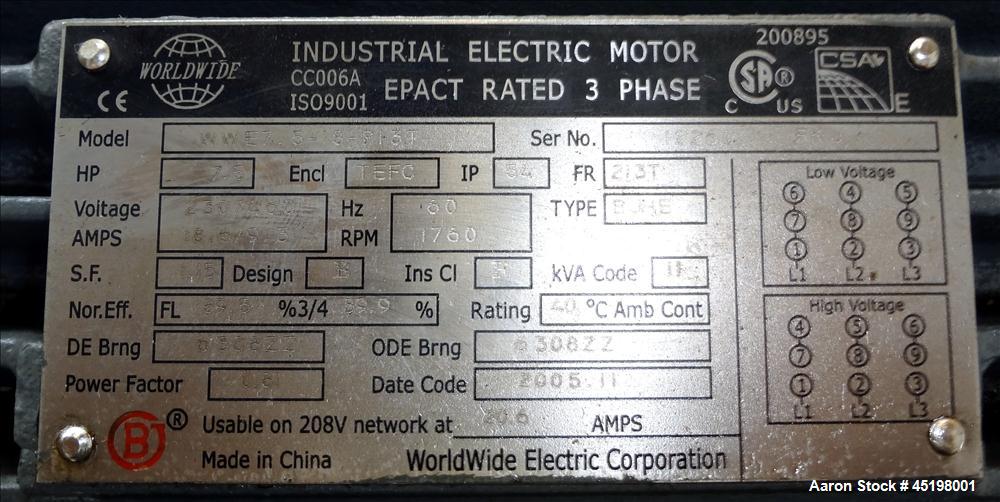 WORLDWIDE
CE
INDUSTRIAL ELECTRIC MOTOR
CC006A
ISO9001
EPACT RATED 3 PHASE
200895
SA ® C US
CSA
E
Model
Ser No.
HP 7.5 Encl TEFC IP 54 FR 213T
Voltage Hz 60 TYPE
AMPS RPM 1760
S.F. Design B Ins Cl kVA Code
Nor.Eff. FL %3/4 89.9 % Rating 40 °C Amb Cont
DE Brng 6308ZZ ODE Brng 6308ZZ
Power Factor Date Code 2005.11
B ® Usable on 208V network at 20.6 AMPS
Made in China WorldWide Electric Corporation
Low Voltage
6 4 5
7 8 9
1 2 3
L1 L2 L3
High Voltage
4 5 6
7 8 9
1 2 3
L1 L2 L3
Aaron Stock # 45198001